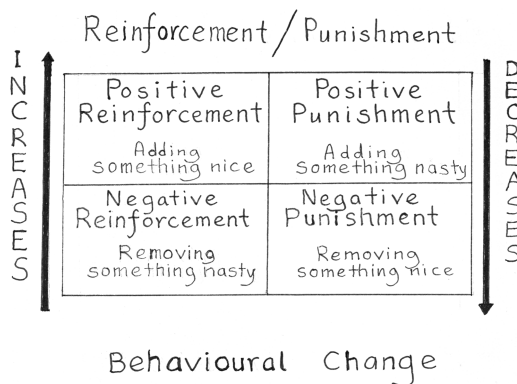 Reinforcement / Punishment
INCREASES
Positive
Reinforcement
Adding
something nice
Positive
Punishment
Adding
something nasty
DECREASES
Negative
Reinforcement
Removing
something nasty
Negative
Punishment
Removing
something nice
Behavioural Change